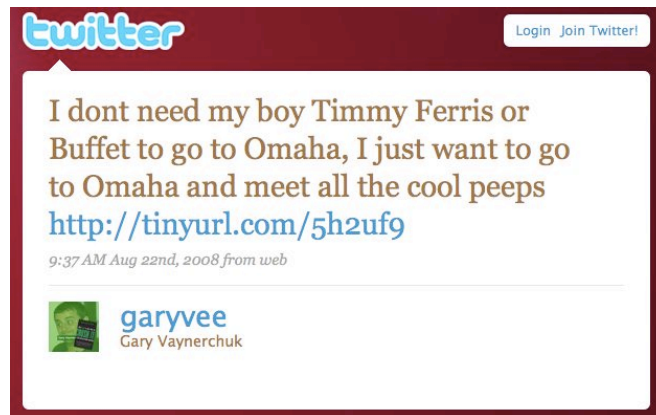 twitter
Login Join Twitter!
I dont need my boy Timmy Ferris or
Buffet to go to Omaha, I just want to go
to Omaha and meet all the cool peeps
http://tinyurl.com/5h2uf9
9:37 AM Aug 22nd, 2008 from web
garyvee
Gary Vaynerchuk